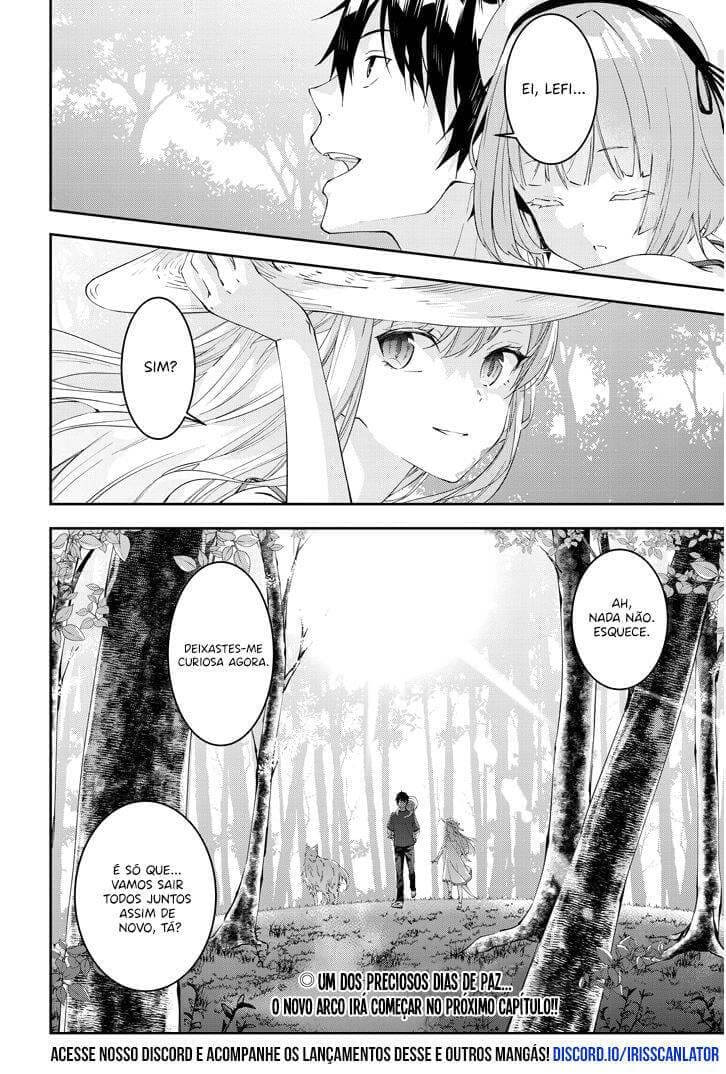 EI, LEFI...
SIM?
AH,
NADA NÃO.
ESQUECE.
DEIXASTES-ME
CURIOSA AGORA.
É SÓ QUE...
VAMOS SAIR
TODOS JUNTOS
ASSIM DE
NOVO, TÁ?
UM DOS PRECIOSOS DIAS DE PAZ...
O NOVO ARCO IRÁ COMEÇAR NO PRÓXIMO CAPÍTULO!!
ACESSE NOSSO DISCORD E ACOMPANHE OS LANÇAMENTOS DESSE E OUTROS MANGÁS! DISCORD.IO/IRISSCANLATOR